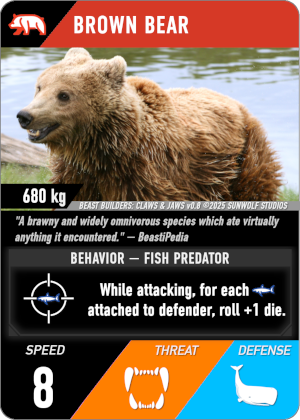 BROWN BEAR
680 kg
BEAST BUILDERS: CLAWS & JAWS v0.8 ©2025 SUNWOLF STUDIOS
"A brawny and widely omnivorous species which ate virtually
anything it encountered." — BeastiPedia
BEHAVIOR — FISH PREDATOR
While attacking, for each
attached to defender, roll +1 die.
SPEED THREAT DEFENSE
8